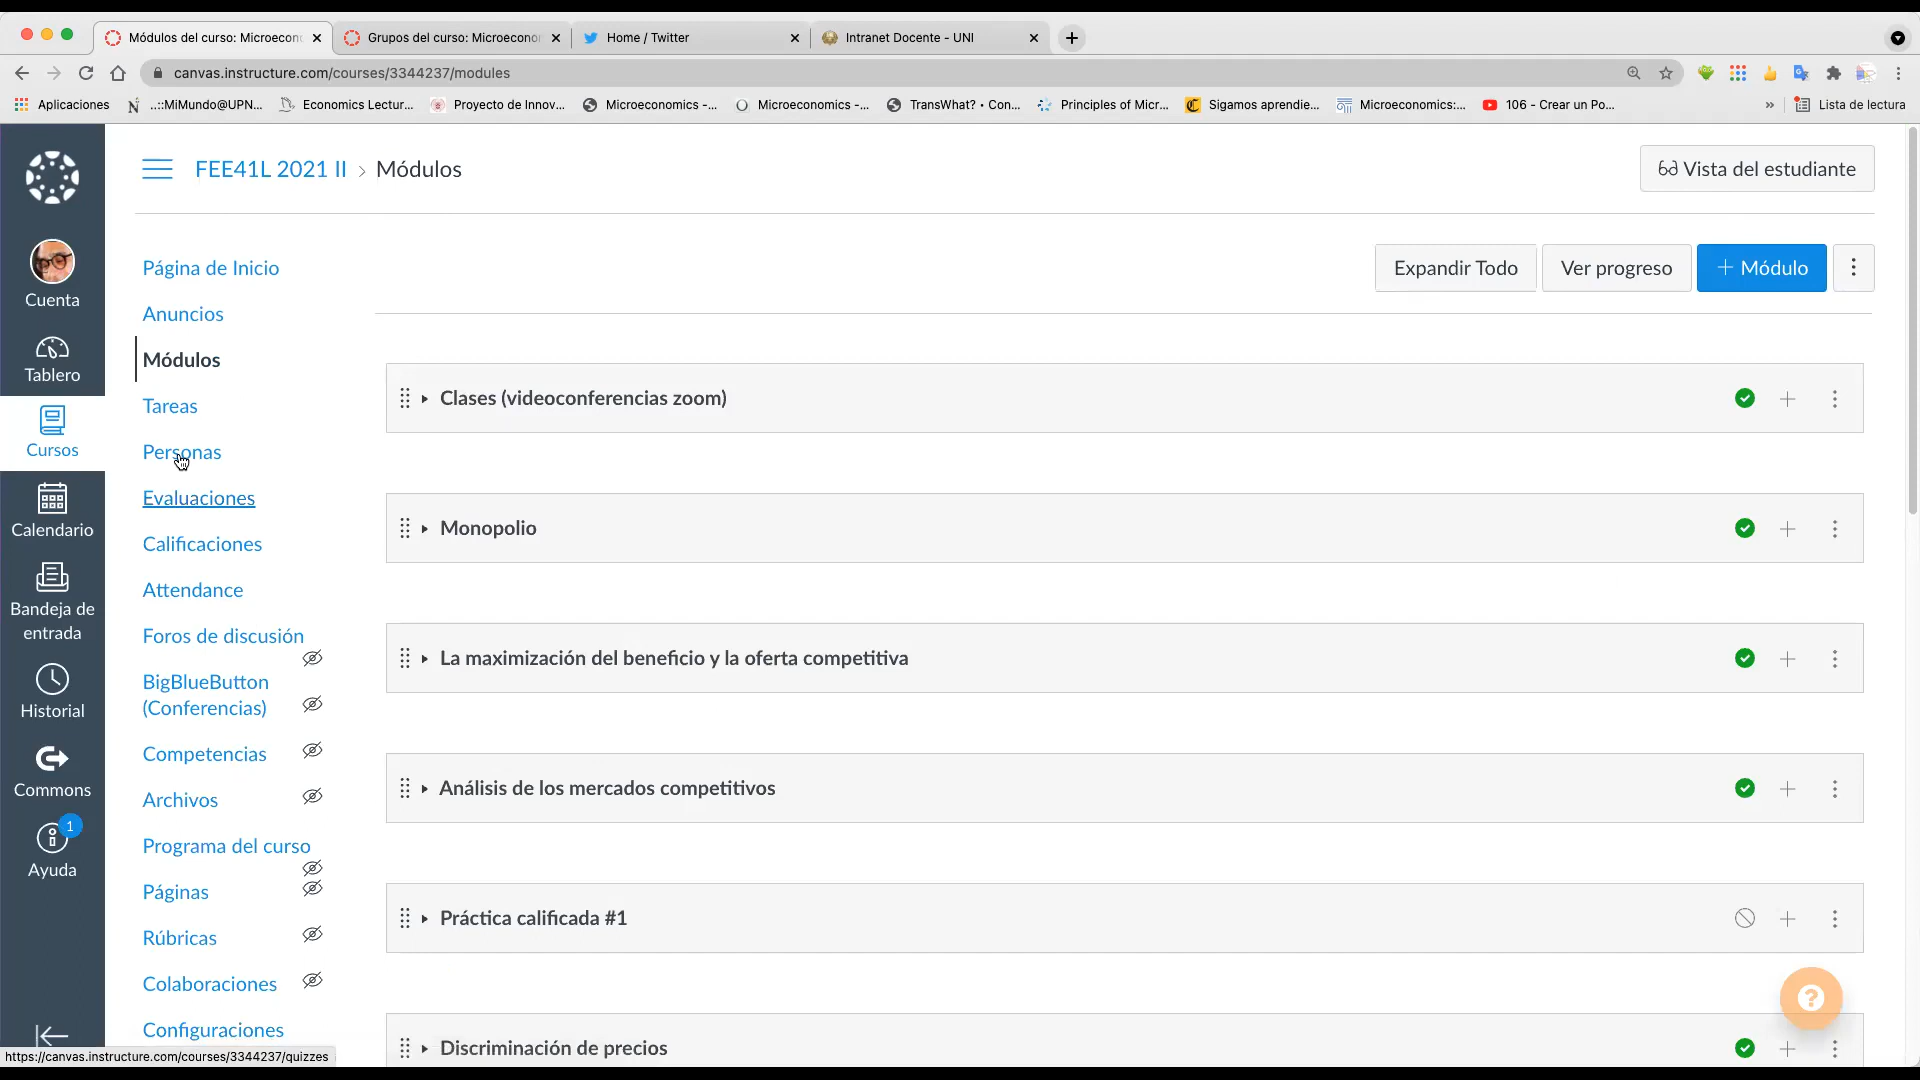 Módulos del curso: Microecon
Grupos del curso: Microecono
Home / Twitter
Intranet Docente - UNI
canvas.instructure.com/courses/3344237/modules
Aplicaciones
..::MiMundo@UPN...
Economics Lectur...
Proyecto de Innov...
Microeconomics -...
Microeconomics -...
TransWhat? • Con...
Principles of Micr...
Sigamos aprendie...
Microeconomics:...
106 - Crear un Po...
»
Lista de lectura
FEE41L 2021 II > Módulos
Vista del estudiante
Cuenta
Tablero
Cursos
Calendario
Bandeja de
entrada
Historial
Commons
1
Ayuda
Página de Inicio
Anuncios
Módulos
Tareas
Personas
Evaluaciones
Calificaciones
Attendance
Foros de discusión
BigBlueButton
(Conferencias)
Competencias
Archivos
Programa del curso
Páginas
Rúbricas
Colaboraciones
Configuraciones
Expandir Todo
Ver progreso
+ Módulo
Clases (videoconferencias zoom)
Monopolio
La maximización del beneficio y la oferta competitiva
Análisis de los mercados competitivos
Práctica calificada #1
Discriminación de precios
https://canvas.instructure.com/courses/3344237/quizzes